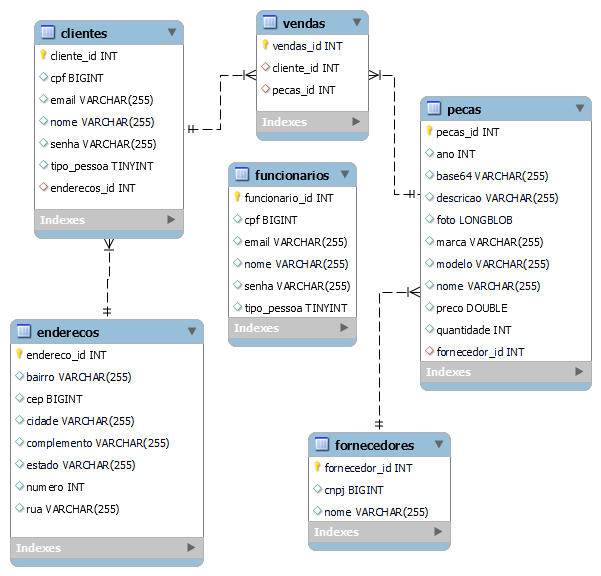 clientes
cliente_id INT
cpf BIGINT
email VARCHAR(255)
nome VARCHAR(255)
senha VARCHAR(255)
tipo_pessoa TINYINT
enderecos_id INT
Indexes
vendas
vendas_id INT
cliente_id INT
pecas_id INT
Indexes
pecas
pecas_id INT
ano INT
base64 VARCHAR(255)
descricao VARCHAR(255)
foto LONGBLOB
marca VARCHAR(255)
modelo VARCHAR(255)
nome VARCHAR(255)
preco DOUBLE
quantidade INT
fornecedor_id INT
Indexes
funcionarios
funcionario_id INT
cpf BIGINT
email VARCHAR(255)
nome VARCHAR(255)
senha VARCHAR(255)
tipo_pessoa TINYINT
Indexes
enderecos
endereco_id INT
bairro VARCHAR(255)
cep BIGINT
cidade VARCHAR(255)
complemento VARCHAR(255)
estado VARCHAR(255)
numero INT
rua VARCHAR(255)
Indexes
fornecedores
fornecedor_id INT
cnpj BIGINT
nome VARCHAR(255)
Indexes